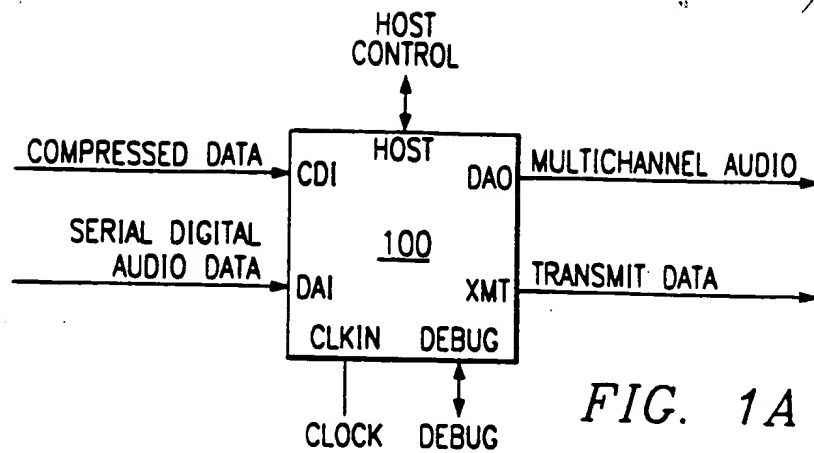 HOST
CONTROL
HOST
COMPRESSED DATA
CDI
DAO
MULTICHANNEL AUDIO
SERIAL DIGITAL
AUDIO DATA
100
DAI
XMT
TRANSMIT DATA
CLKIN
DEBUG
CLOCK
DEBUG
FIG. 1A